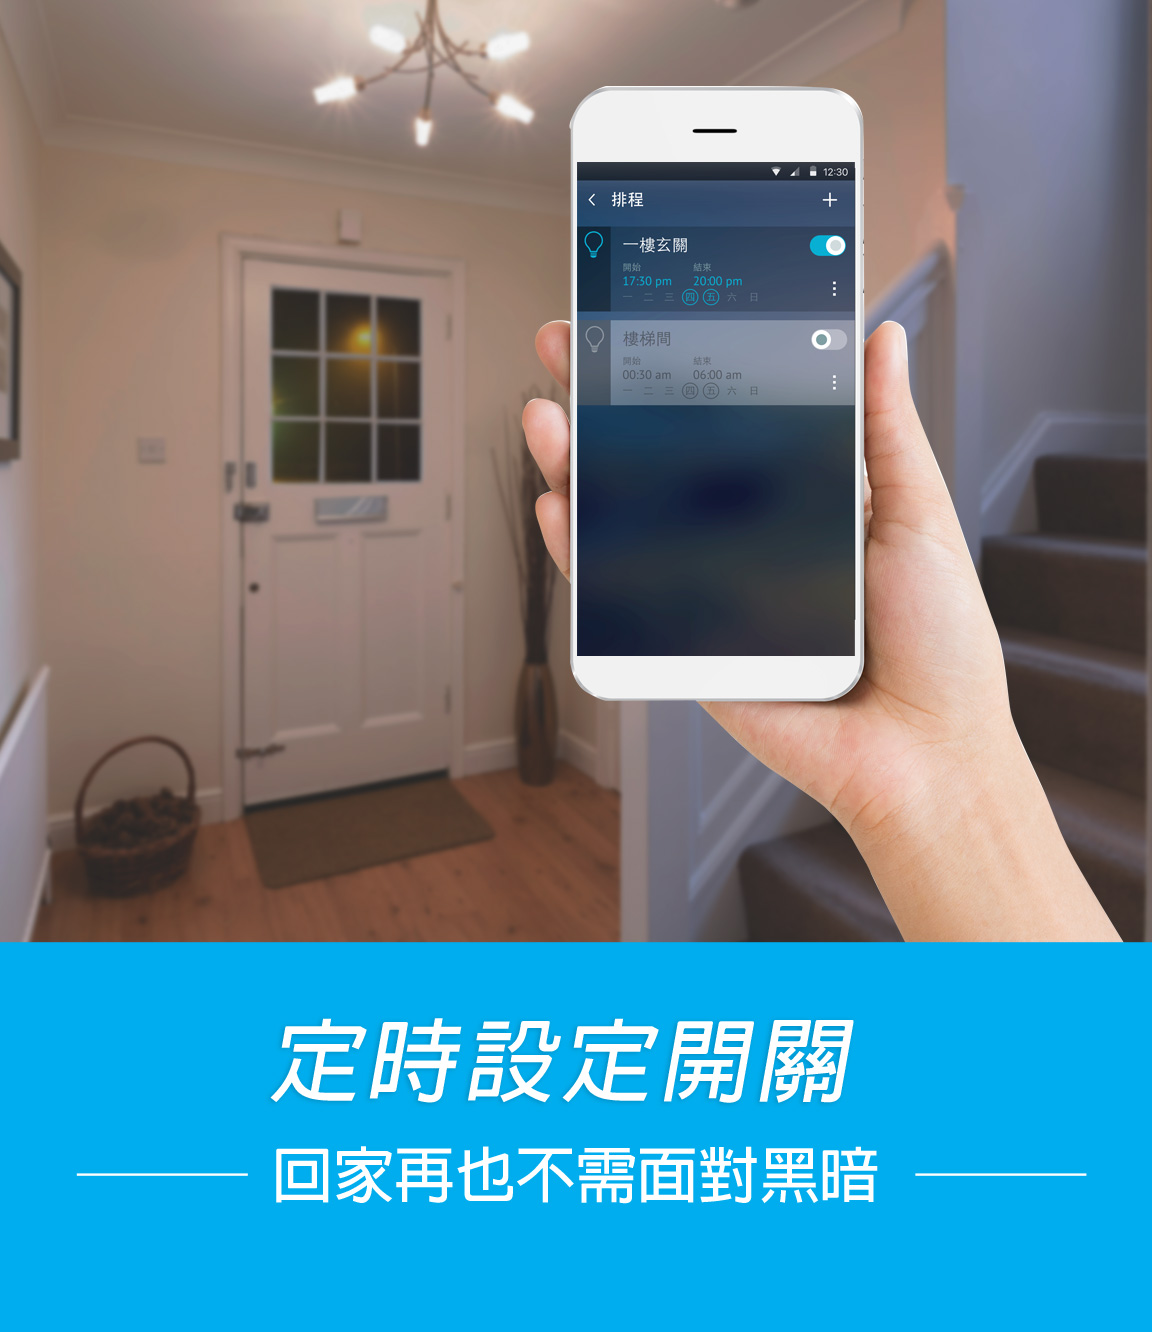 12:30
排程
一樓玄關
開始 結束
17:30 pm 20:00 pm
一 二 三 四 五 六 日
樓梯間
開始 結束
00:30 am 06:00 am
一 二 三 四 五 六 日
定時設定開關
回家再也不需面對黑暗